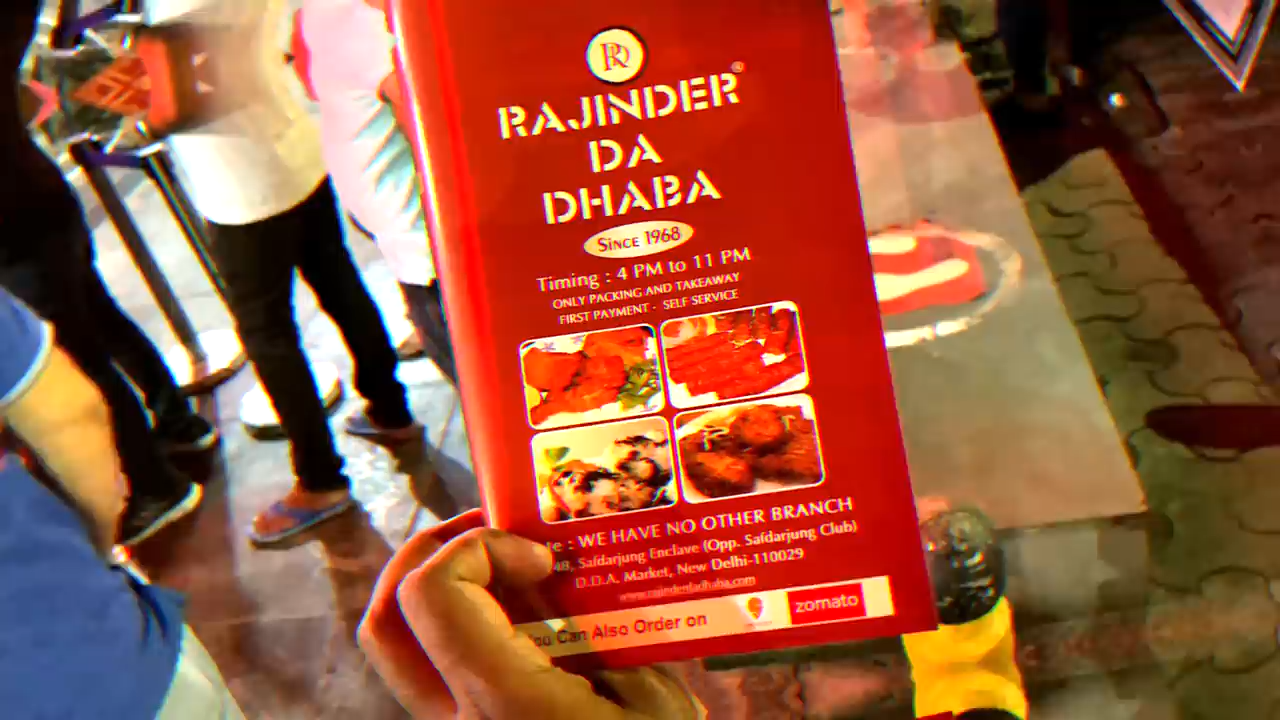 RD
RAJINDER®
DA
DHABA
SINCE 1968
Timing : 4 PM to 11 PM
ONLY PACKING AND TAKEAWAY
FIRST PAYMENT - SELF SERVICE
: WE HAVE NO OTHER BRANCH
Safdarjung Enclave (Opp. Safdarjung Club)
D.D.A. Market, New Delhi-110029
www.rajinderdadhaba.com
Can Also Order on
zomato